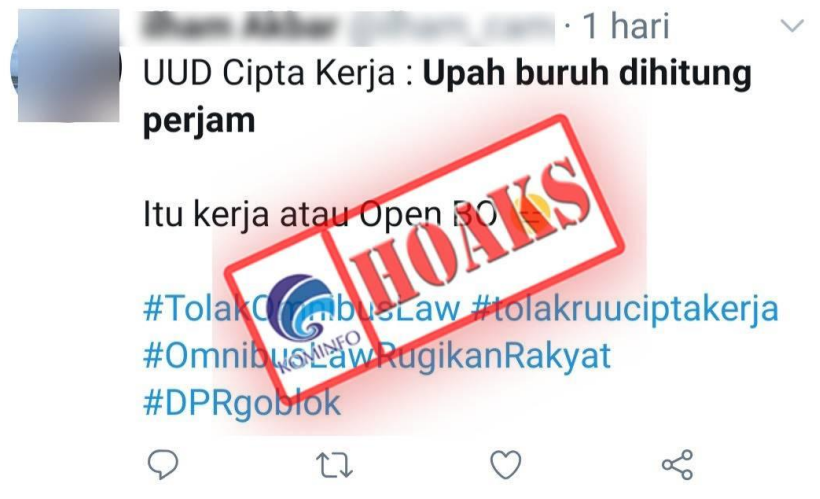 · 1 hari
UUD Cipta Kerja : Upah buruh dihitung
perjam
Itu kerja atau Open BO
HOAKS
#TolakOmnibusLaw #tolakruuciptakerja
KOMINFO
#OmnibusLawRugikanRakyat
#DPRgoblok